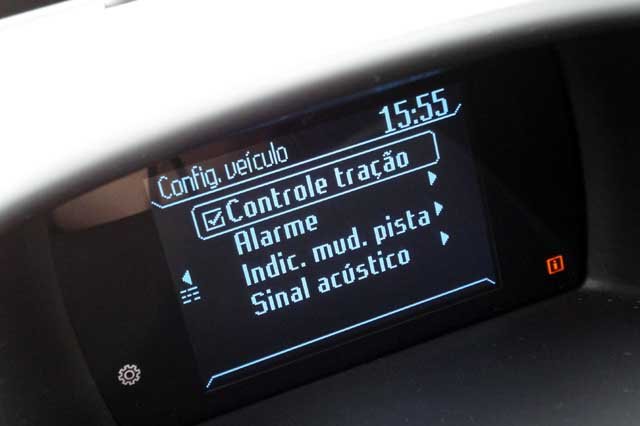 15:55
Config. veículo
Controle tração
Alarme
Indic. mud. pista
Sinal acústico